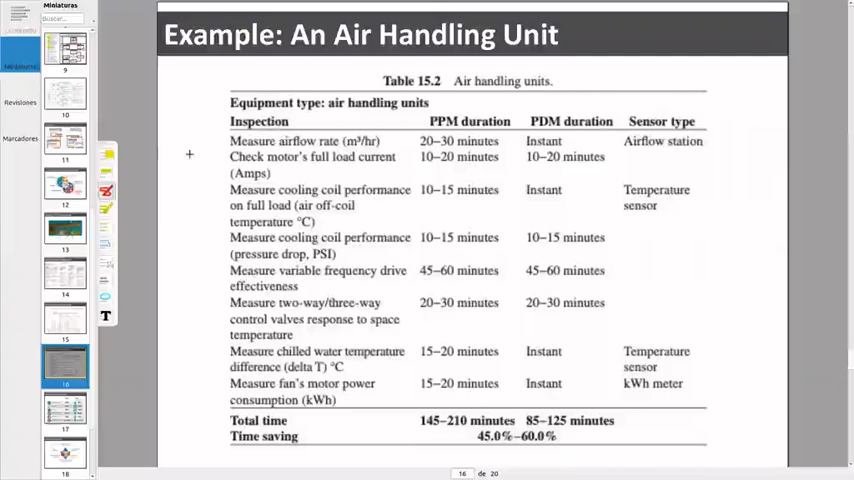 Miniaturas
Buscar...
Example: An Air Handling Unit
Table 15.2 Air handling units.
Equipment type: air handling units
Inspection PPM duration PDM duration Sensor type
Measure airflow rate (m³/hr) 20–30 minutes Instant Airflow station
Check motor's full load current 10–20 minutes 10–20 minutes
(Amps)
Measure cooling coil performance 10–15 minutes Instant Temperature
on full load (air off-coil sensor
temperature °C)
Measure cooling coil performance 10–15 minutes 10–15 minutes
(pressure drop, PSI)
Measure variable frequency drive 45–60 minutes 45–60 minutes
effectiveness
Measure two-way/three-way 20–30 minutes 20–30 minutes
control valves response to space
temperature
Measure chilled water temperature 15–20 minutes Instant Temperature
difference (delta T) °C sensor
Measure fan's motor power 15–20 minutes Instant kWh meter
consumption (kWh)
Total time 145–210 minutes 85–125 minutes
Time saving 45.0%–60.0%
16 de 20
Miniaturas
Revisiones
Marcadores
9
10
11
12
13
14
15
16
17
18
T